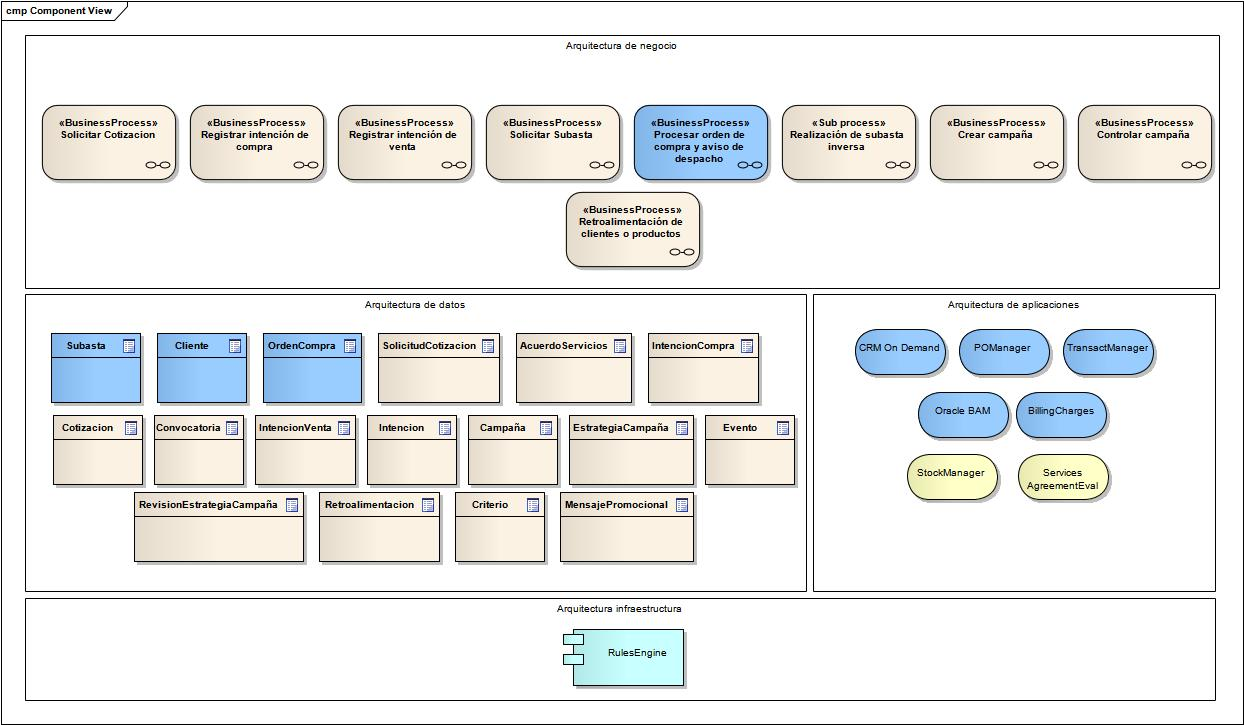 cmp Component View
Arquitectura de negocio
«BusinessProcess»
Solicitar Cotizacion
«BusinessProcess»
Registrar intención de
compra
«BusinessProcess»
Registrar intención de
venta
«BusinessProcess»
Solicitar Subasta
«BusinessProcess»
Procesar orden de
compra y aviso de
despacho
«Sub process»
Realización de subasta
inversa
«BusinessProcess»
Crear campaña
«BusinessProcess»
Controlar campaña
«BusinessProcess»
Retroalimentación de
clientes o productos
Arquitectura de datos
Subasta
Cliente
OrdenCompra
SolicitudCotizacion
AcuerdoServicios
IntencionCompra
Cotizacion
Convocatoria
IntencionVenta
Intencion
Campaña
EstrategiaCampaña
Evento
RevisionEstrategiaCampaña
Retroalimentacion
Criterio
MensajePromocional
Arquitectura de aplicaciones
CRM On Demand
POManager
TransactManager
Oracle BAM
BillingCharges
StockManager
Services
AgreementEval
Arquitectura infraestructura
RulesEngine